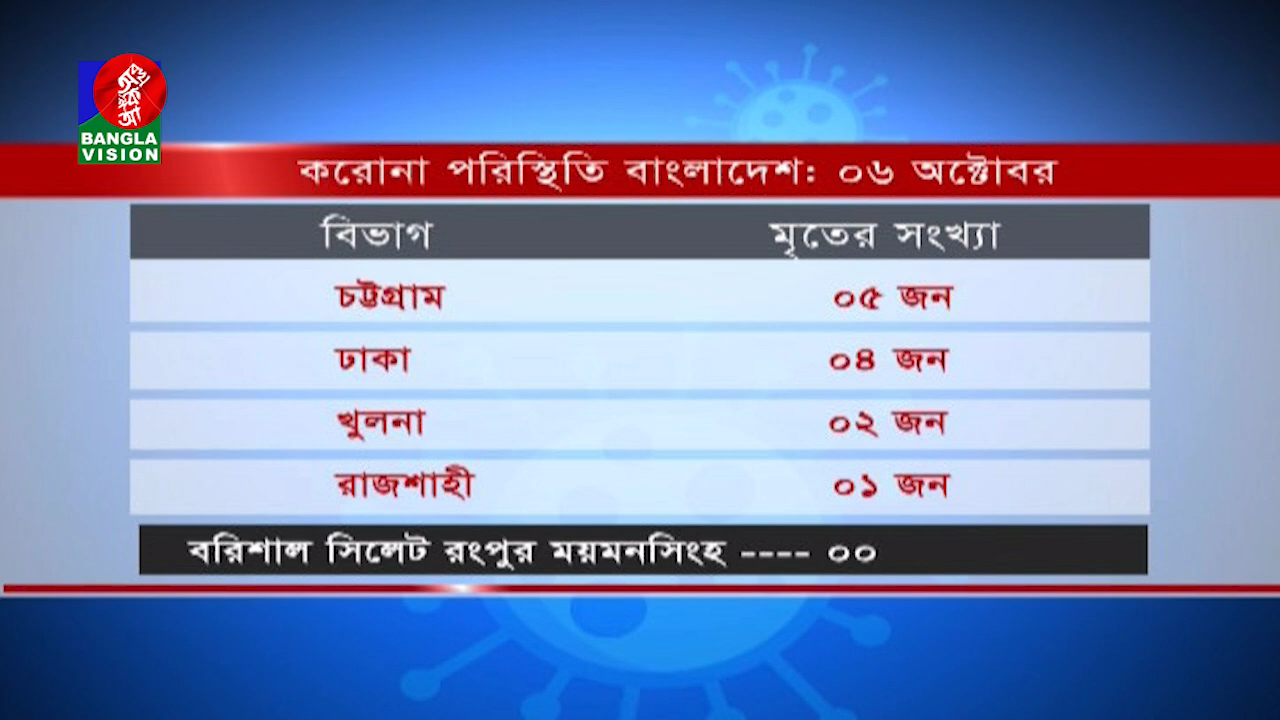 BANGLA
VISION
করোনা পরিস্থিতি বাংলাদেশ: ০৬ অক্টোবর
বিভাগ মৃতের সংখ্যা
চট্টগ্রাম ০৫ জন
ঢাকা ০৪ জন
খুলনা ০২ জন
রাজশাহী ০১ জন
বরিশাল সিলেট রংপুর ময়মনসিংহ ---- ০০